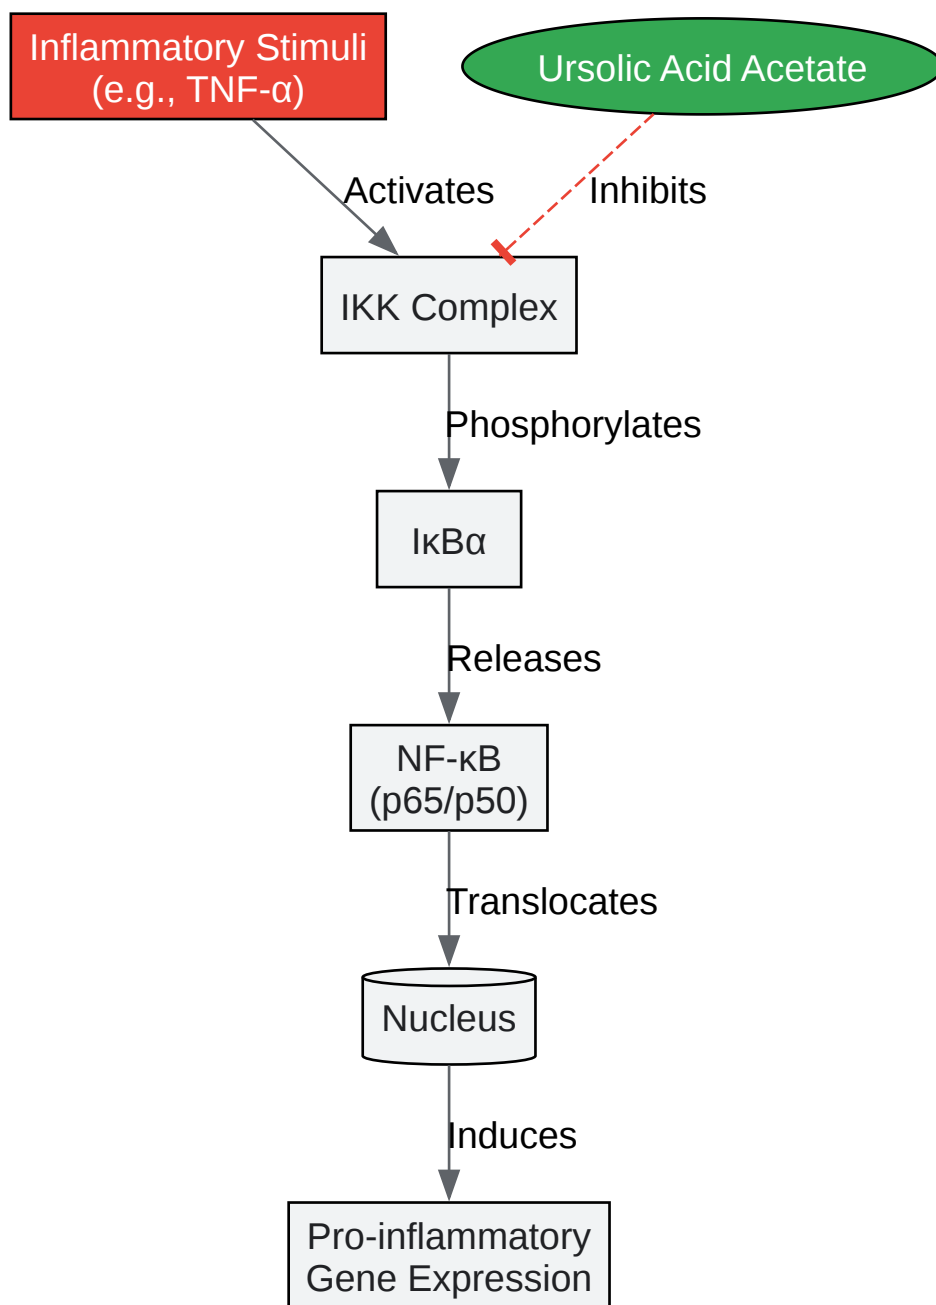 Inflammatory Stimuli
(e.g., TNF-α)
Ursolic Acid Acetate
Activates
Inhibits
IKK Complex
Phosphorylates
IκBα
Releases
NF-κB
(p65/p50)
Translocates
Nucleus
Induces
Pro-inflammatory
Gene Expression